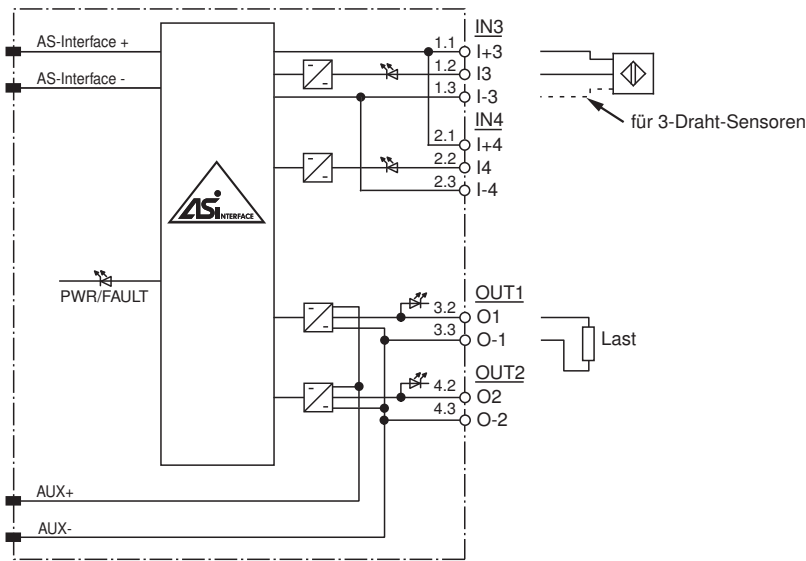 AS-Interface +
AS-Interface -
ASi INTERFACE
PWR/FAULT
AUX+
AUX-
IN3
1.1 I+3
1.2 I3
1.3 I-3
für 3-Draht-Sensoren
IN4
2.1 I+4
2.2 I4
2.3 I-4
OUT1
3.2 O1
3.3 O-1
Last
OUT2
4.2 O2
4.3 O-2